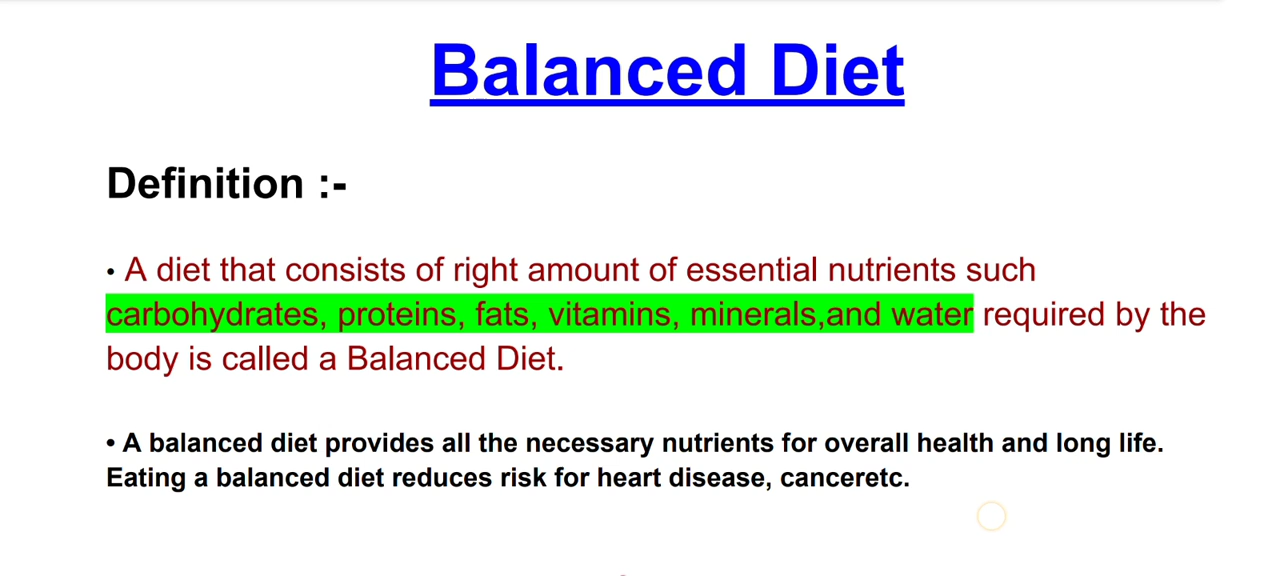 Balanced Diet
Definition :-
• A diet that consists of right amount of essential nutrients such
carbohydrates, proteins, fats, vitamins, minerals,and water required by the
body is called a Balanced Diet.
• A balanced diet provides all the necessary nutrients for overall health and long life.
Eating a balanced diet reduces risk for heart disease, canceretc.